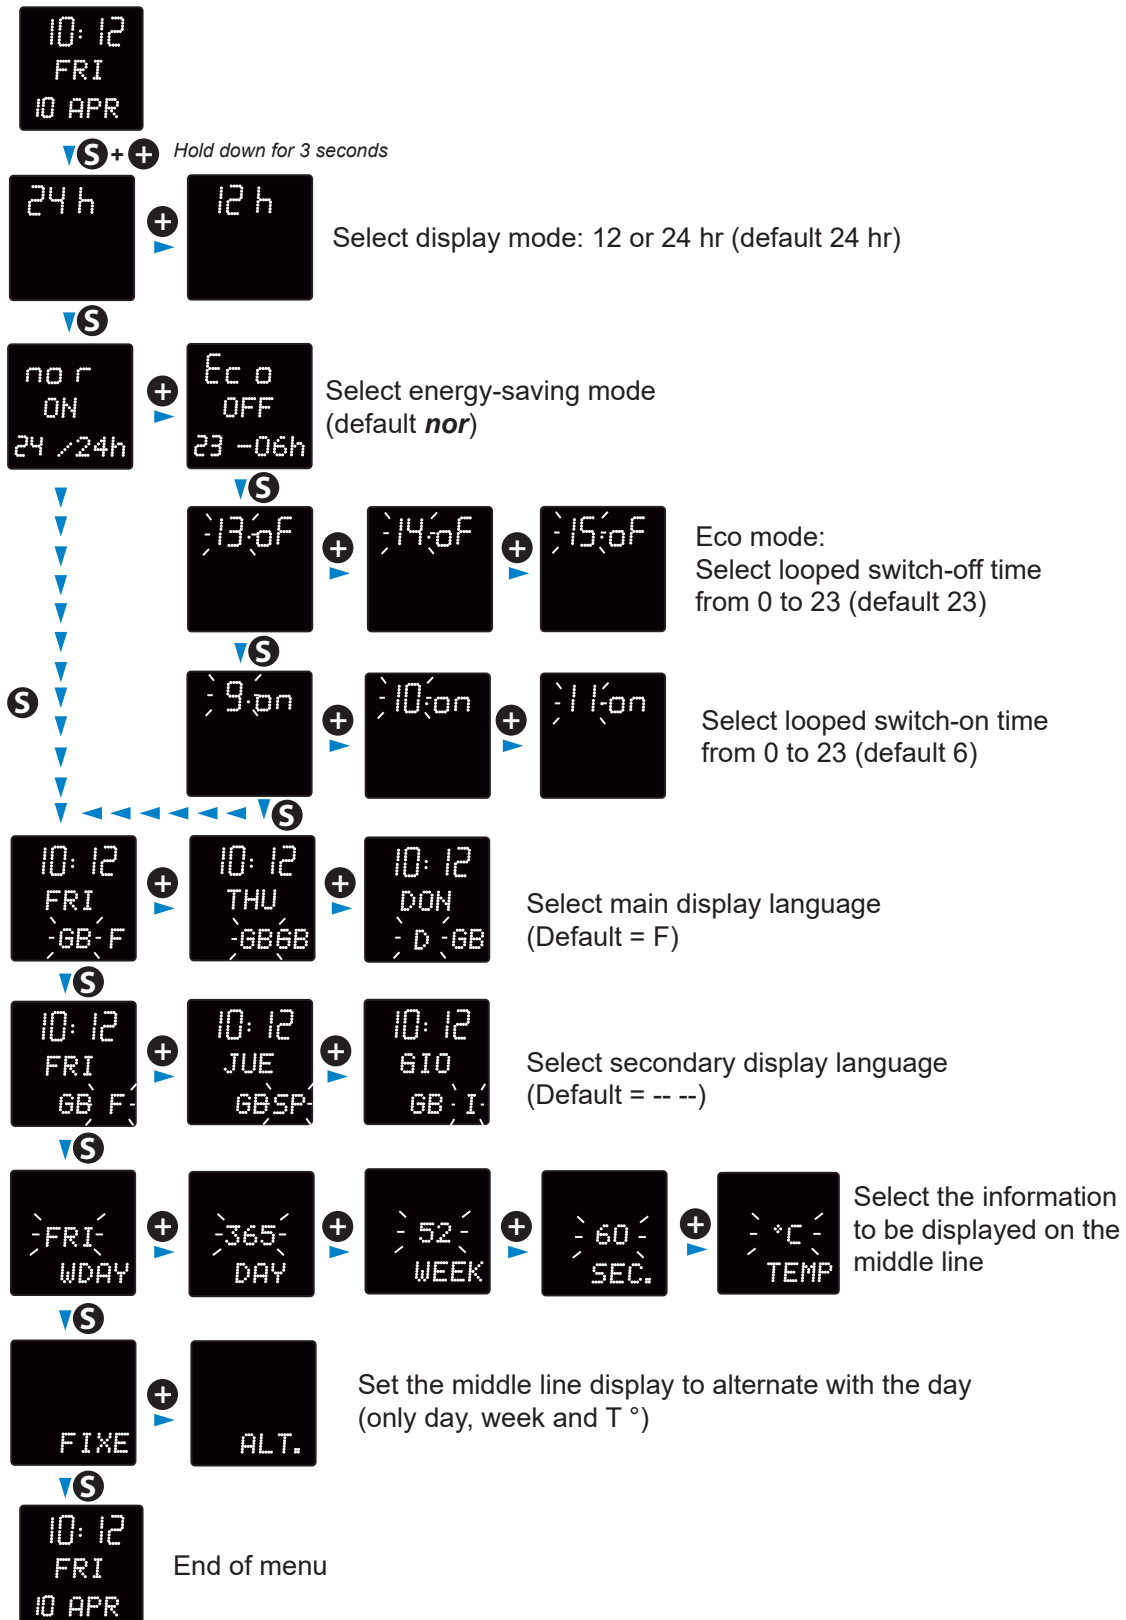 10:12
FRI
10 APR
S + + Hold down for 3 seconds
24 h + 12 h
Select display mode: 12 or 24 hr (default 24 hr)
S
nor
ON
24 /24h
+
Eco
OFF
23 -06h
Select energy-saving mode
(default nor)
S
13:oF + 14:oF + 15:oF
Eco mode:
Select looped switch-off time
from 0 to 23 (default 23)
S
S
9:on + 10:on + 11:on
Select looped switch-on time
from 0 to 23 (default 6)
S
10:12
FRI
GB F
+
10:12
THU
GBGB
+
10:12
DON
D GB
Select main display language
(Default = F)
S
10:12
FRI
GB F
+
10:12
JUE
GBSP
+
10:12
GIO
GB I
Select secondary display language
(Default = -- --)
S
FRI
WDAY
+
365
DAY
+
52
WEEK
+
60
SEC.
+
°C
TEMP
Select the information
to be displayed on the
middle line
S
FIXE + ALT.
Set the middle line display to alternate with the day
(only day, week and T °)
S
10:12
FRI
10 APR
End of menu